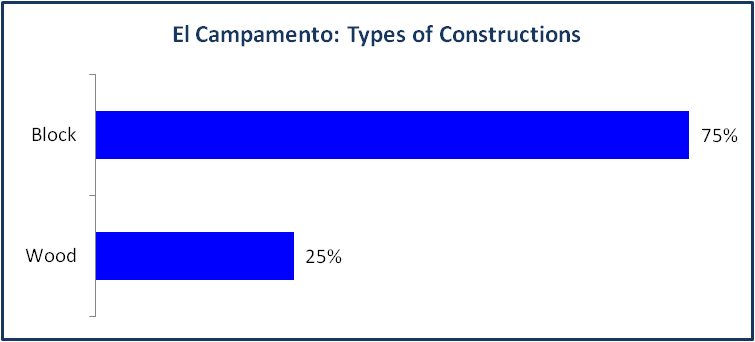 El Campamento: Types of Constructions
Block
75%
Wood
25%